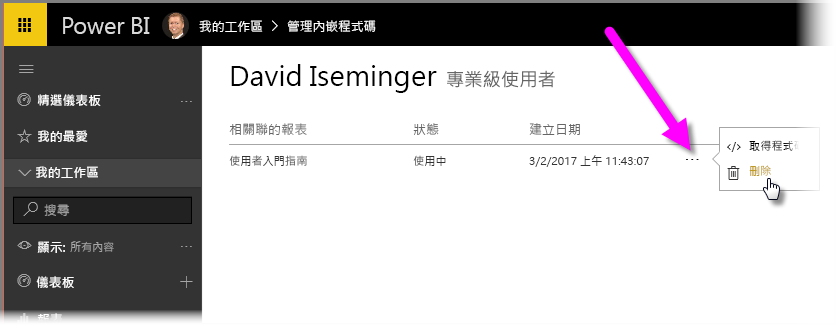 Power BI
我的工作區 > 管理內嵌程式碼
David Iseminger 專業級使用者
精選儀表板 ...
我的最愛
我的工作區
搜尋
顯示: 所有內容 ...
儀表板 +
報表
相關聯的報表 狀態 建立日期
使用者入門指南 使用中 3/2/2017 上午 11:43:07 ...
</> 取得程式碼
刪除